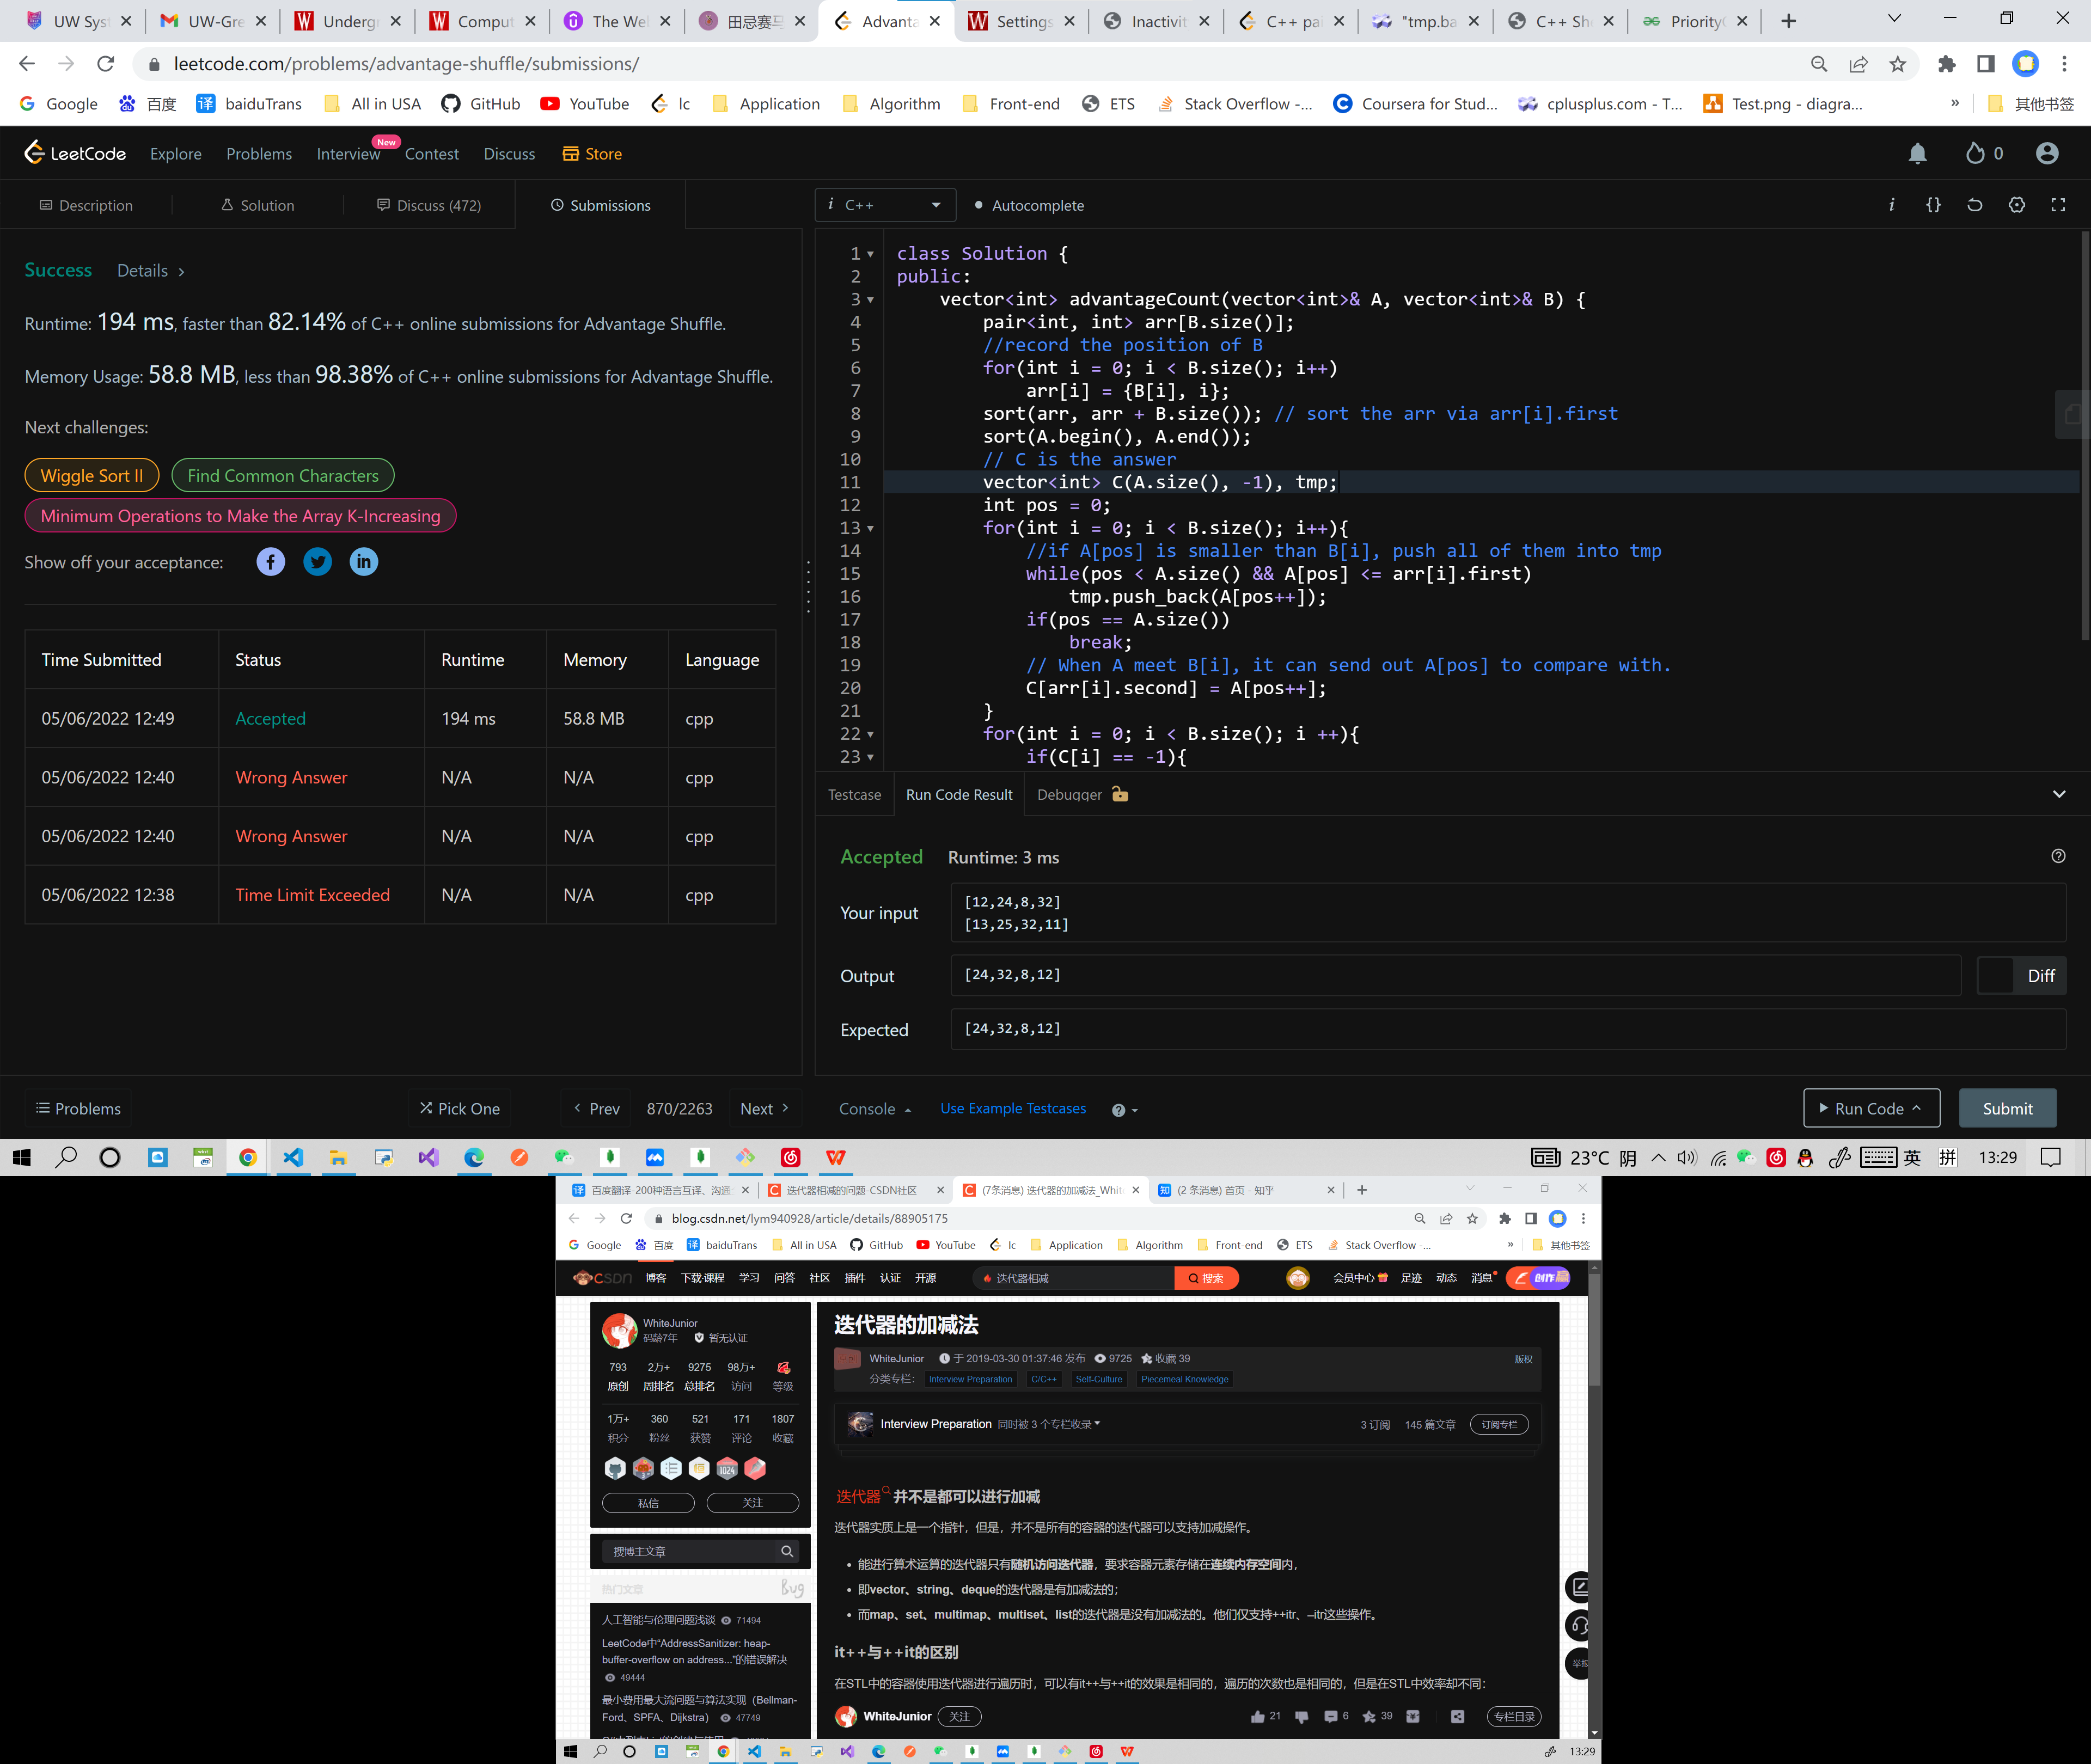 UW Sys
UW-Gre
Undergr
Comput
The Wel
田忌赛马
Advanta
Settings
Inactivit
C++ pai
"tmp.ba
C++ She
PriorityQ
leetcode.com/problems/advantage-shuffle/submissions/
Google
百度
baiduTrans
All in USA
GitHub
YouTube
lc
Application
Algorithm
Front-end
ETS
Stack Overflow -...
Coursera for Stud...
cplusplus.com - T...
Test.png - diagra...
»
其他书签
LeetCode
Explore
Problems
Interview
New
Contest
Discuss
Store
0
Description
Solution
Discuss (472)
Submissions
i C++
Autocomplete
Success
Details >
Runtime: 194 ms, faster than 82.14% of C++ online submissions for Advantage Shuffle.
Memory Usage: 58.8 MB, less than 98.38% of C++ online submissions for Advantage Shuffle.
Next challenges:
Wiggle Sort II
Find Common Characters
Minimum Operations to Make the Array K-Increasing
Show off your acceptance:
Time Submitted Status Runtime Memory Language
05/06/2022 12:49 Accepted 194 ms 58.8 MB cpp
05/06/2022 12:40 Wrong Answer N/A N/A cpp
05/06/2022 12:40 Wrong Answer N/A N/A cpp
05/06/2022 12:38 Time Limit Exceeded N/A N/A cpp
1 class Solution {
2 public:
3 vector<int> advantageCount(vector<int>& A, vector<int>& B) {
4 pair<int, int> arr[B.size()];
5 //record the position of B
6 for(int i = 0; i < B.size(); i++)
7 arr[i] = {B[i], i};
8 sort(arr, arr + B.size()); // sort the arr via arr[i].first
9 sort(A.begin(), A.end());
10 // C is the answer
11 vector<int> C(A.size(), -1), tmp;
12 int pos = 0;
13 for(int i = 0; i < B.size(); i++){
14 //if A[pos] is smaller than B[i], push all of them into tmp
15 while(pos < A.size() && A[pos] <= arr[i].first)
16 tmp.push_back(A[pos++]);
17 if(pos == A.size())
18 break;
19 // When A meet B[i], it can send out A[pos] to compare with.
20 C[arr[i].second] = A[pos++];
21 }
22 for(int i = 0; i < B.size(); i ++){
23 if(C[i] == -1){
Testcase
Run Code Result
Debugger
Accepted
Runtime: 3 ms
Your input
[12,24,8,32]
[13,25,32,11]
Output
[24,32,8,12]
Diff
Expected
[24,32,8,12]
Problems
Pick One
Prev
870/2263
Next
Console
Use Example Testcases
Run Code
Submit
23°C 阴
英
拼
13:29
百度翻译-200种语言互译、沟通
迭代器相减的问题-CSDN社区
(7条消息) 迭代器的加减法_White
(2 条消息) 首页 - 知乎
blog.csdn.net/lym940928/article/details/88905175
Google
百度
baiduTrans
All in USA
GitHub
YouTube
lc
Application
Algorithm
Front-end
ETS
Stack Overflow -...
»
其他书签
CSDN
博客
下载·课程
学习
问答
社区
插件
认证
开源
迭代器相减
搜索
会员中心
足迹
动态
消息
创作
WhiteJunior
码龄7年
暂无认证
793 2万+ 9275 98万+
原创 周排名 总排名 访问 等级
1万+ 360 521 171 1807
积分 粉丝 获赞 评论 收藏
1024
私信
关注
搜博主文章
热门文章
Bug
人工智能与伦理问题浅谈 71494
LeetCode中“AddressSanitizer: heap-
buffer-overflow on address...”的错误解决
49444
最小费用最大流问题与算法实现（Bellman-
Ford、SPFA、Dijkstra） 47749
迭代器的加减法
WhiteJunior 于 2019-03-30 01:37:46 发布 9725 收藏 39
版权
分类专栏：
Interview Preparation
C/C++
Self-Culture
Piecemeal Knowledge
Interview Preparation 同时被 3 个专栏收录
3 订阅
145 篇文章
订阅专栏
迭代器并不是都可以进行加减
迭代器实质上是一个指针，但是，并不是所有的容器的迭代器可以支持加减操作。
• 能进行算术运算的迭代器只有随机访问迭代器，要求容器元素存储在连续内存空间内，
• 即vector、string、deque的迭代器是有加减法的；
• 而map、set、multimap、multiset、list的迭代器是没有加减法的。他们仅支持++itr、–itr这些操作。
it++与++it的区别
在STL中的容器使用迭代器进行遍历时，可以有it++与++it的效果是相同的，遍历的次数也是相同的，但是在STL中效率却不同：
举报
WhiteJunior
关注
21
6
39
专栏目录
13:29